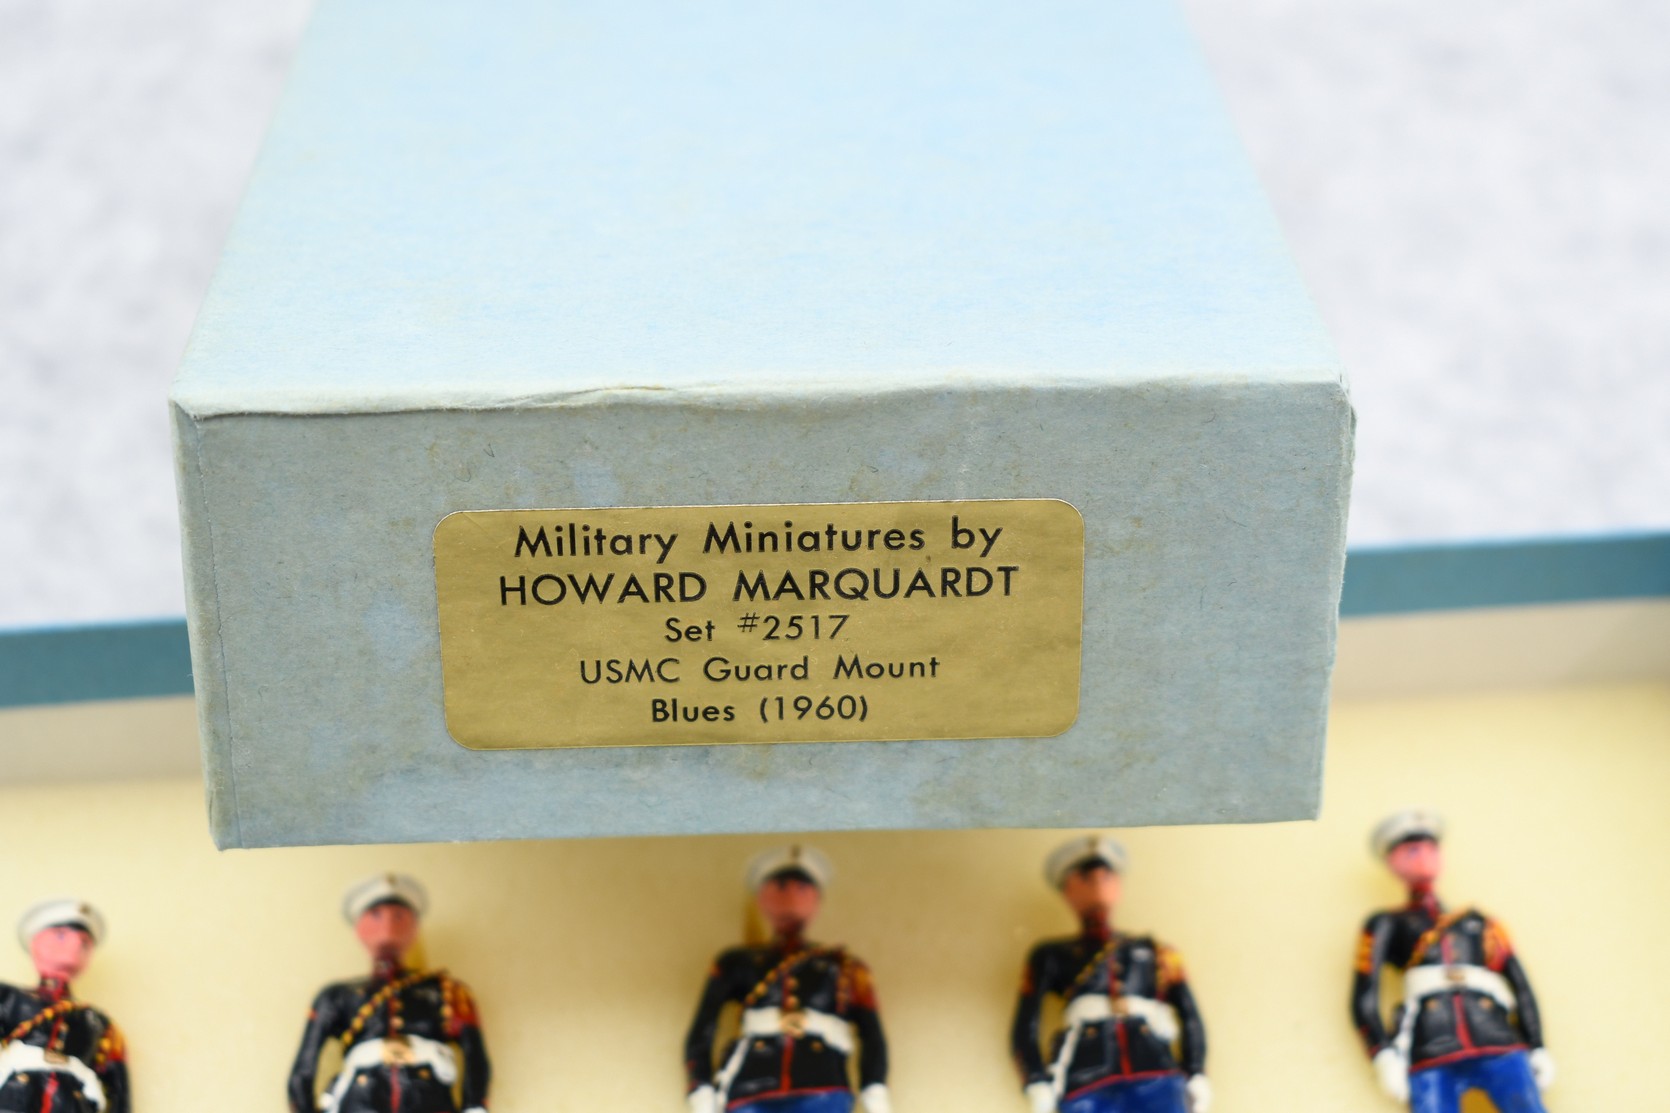 Military Miniatures by
HOWARD MARQUARDT
Set #2517
USMC Guard Mount
Blues (1960)